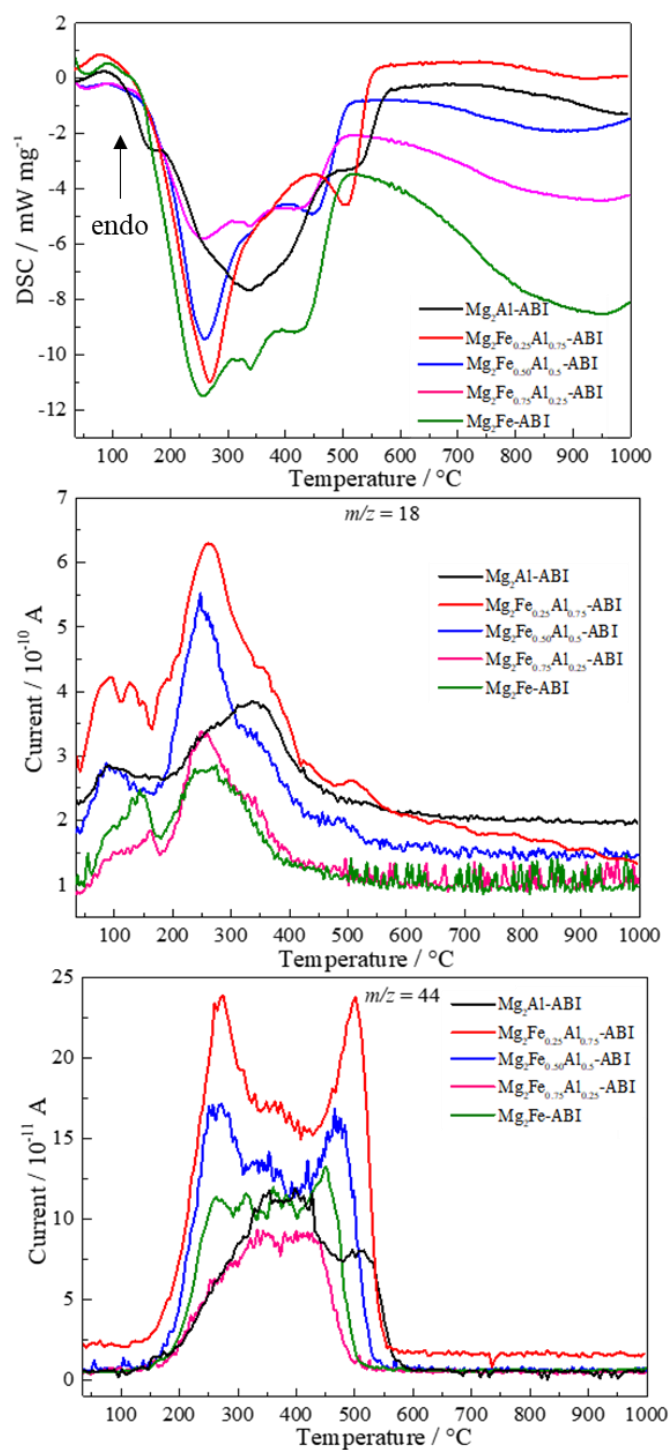 2
0
-2
-4
-6
-8
-10
-12
DSC / mW mg⁻¹
endo
Mg₂Al-ABI
Mg₂Fe₀.₂₅Al₀.₇₅-ABI
Mg₂Fe₀.₅₀Al₀.₅-ABI
Mg₂Fe₀.₇₅Al₀.₂₅-ABI
Mg₂Fe-ABI
100 200 300 400 500 600 700 800 900 1000
Temperature / °C
m/z = 18
7
6
5
4
3
2
1
Current / 10⁻¹⁰ A
Mg₂Al-ABI
Mg₂Fe₀.₂₅Al₀.₇₅-ABI
Mg₂Fe₀.₅₀Al₀.₅-ABI
Mg₂Fe₀.₇₅Al₀.₂₅-ABI
Mg₂Fe-ABI
100 200 300 400 500 600 700 800 900 1000
Temperature / °C
m/z = 44
25
20
15
10
5
0
Current / 10⁻¹¹ A
Mg₂Al-ABI
Mg₂Fe₀.₂₅Al₀.₇₅-ABI
Mg₂Fe₀.₅₀Al₀.₅-ABI
Mg₂Fe₀.₇₅Al₀.₂₅-ABI
Mg₂Fe-ABI
100 200 300 400 500 600 700 800 900 1000
Temperature / °C